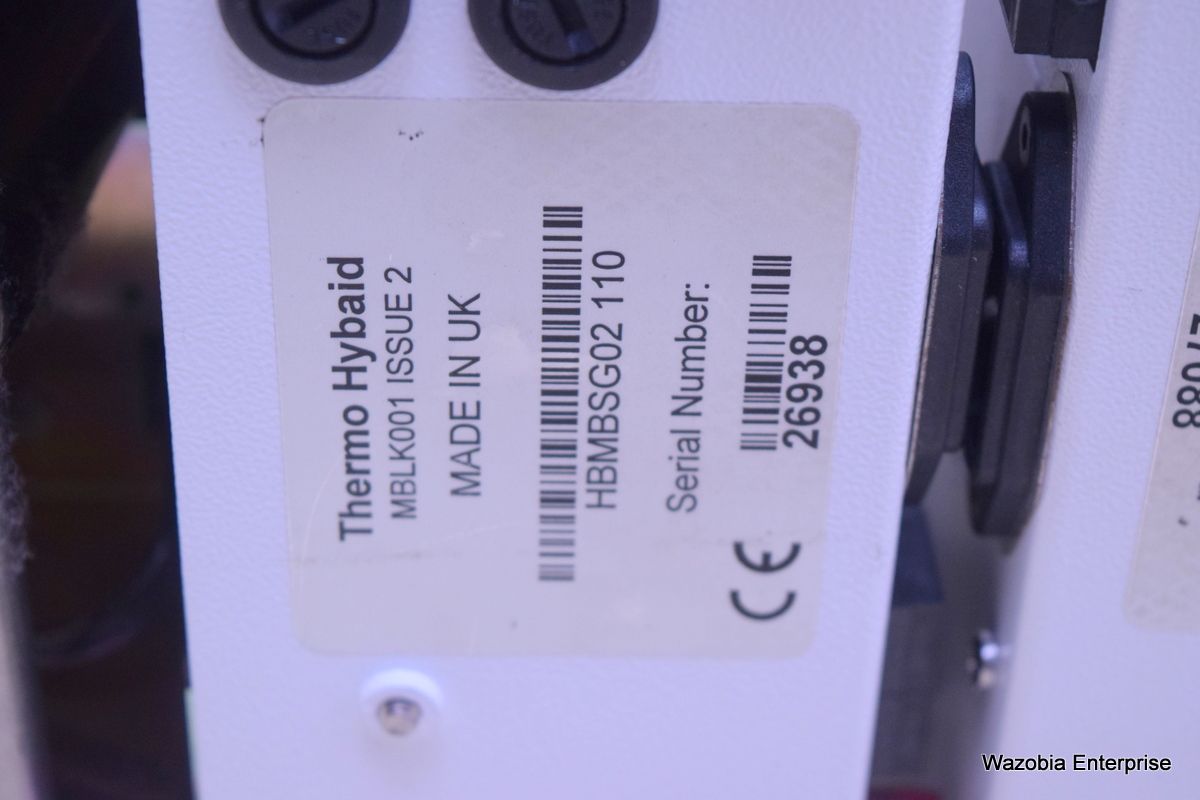 Thermo Hybaid
MBLK001 ISSUE 2
MADE IN UK
HBMBSG02 110
Serial Number:
26938
CE
Wazobia Enterprise